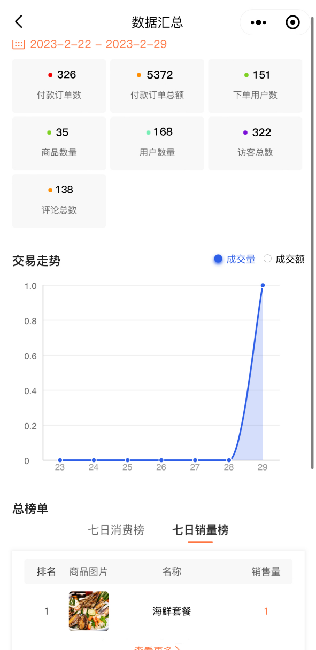 数据汇总
2023-2-22 - 2023-2-29
326 5372 151
付款订单数 付款订单总额 下单用户数
35 168 322
商品数量 用户数量 访客总数
138
评论总数
交易走势 成交量 成交额
1.0
0.8
0.6
0.4
0.2
0
23 24 25 26 27 28 29
总榜单
七日消费榜 七日销量榜
排名 商品图片 名称 销售量
1 海鲜套餐 1